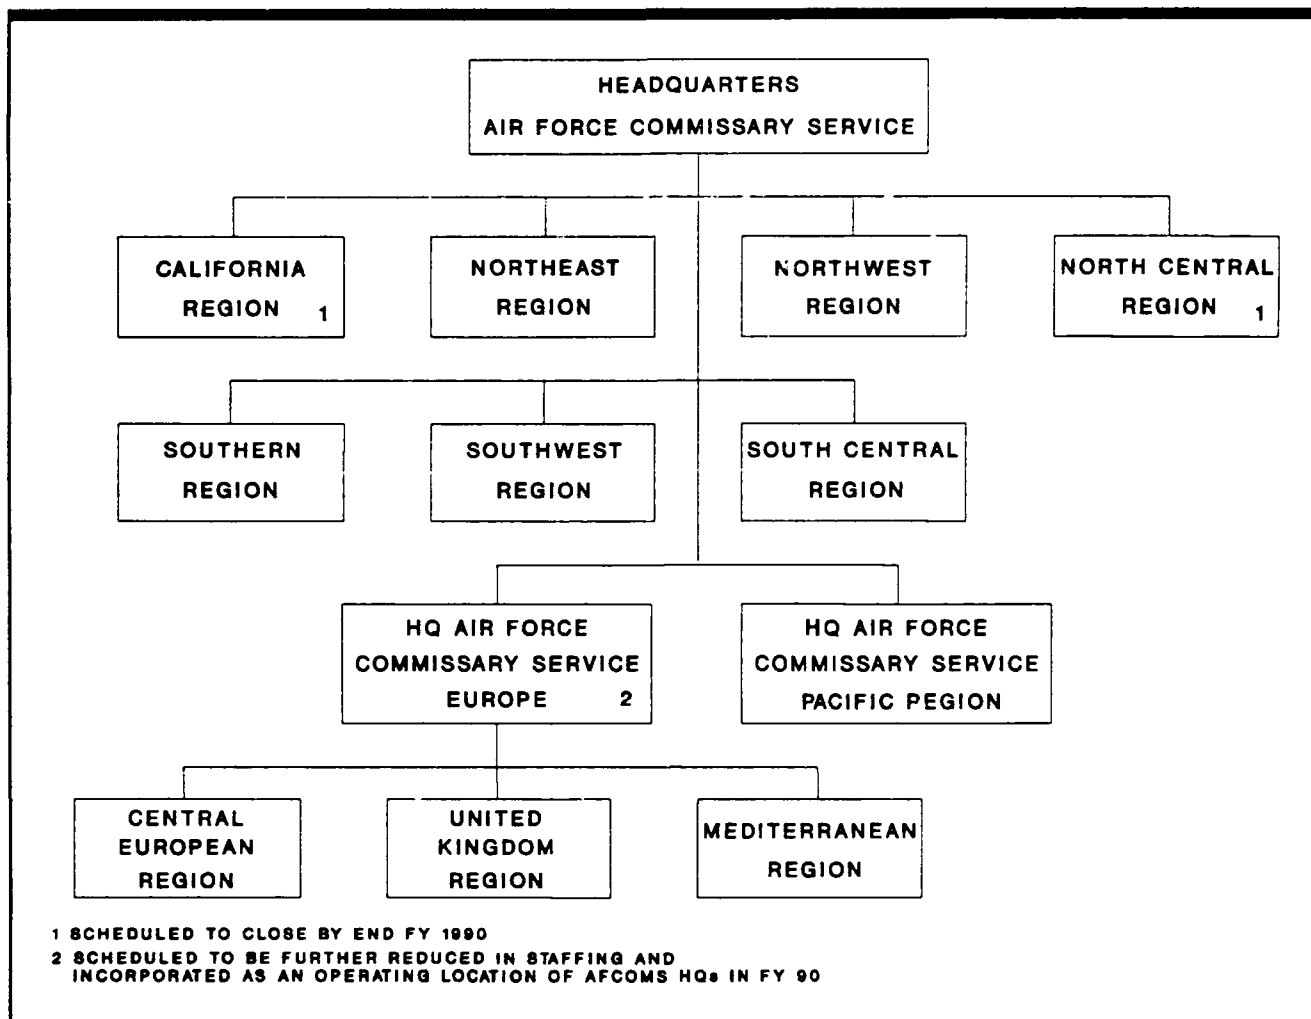 HEADQUARTERS
AIR FORCE COMMISSARY SERVICE
CALIFORNIA
REGION 1
NORTHEAST
REGION
NORTHWEST
REGION
NORTH CENTRAL
REGION 1
SOUTHERN
REGION
SOUTHWEST
REGION
SOUTH CENTRAL
REGION
HQ AIR FORCE
COMMISSARY SERVICE
EUROPE 2
HQ AIR FORCE
COMMISSARY SERVICE
PACIFIC PEGION
CENTRAL
EUROPEAN
REGION
UNITED
KINGDOM
REGION
MEDITERRANEAN
REGION
1 SCHEDULED TO CLOSE BY END FY 1990
2 SCHEDULED TO BE FURTHER REDUCED IN STAFFING AND
INCORPORATED AS AN OPERATING LOCATION OF AFCOMS HQs IN FY 90